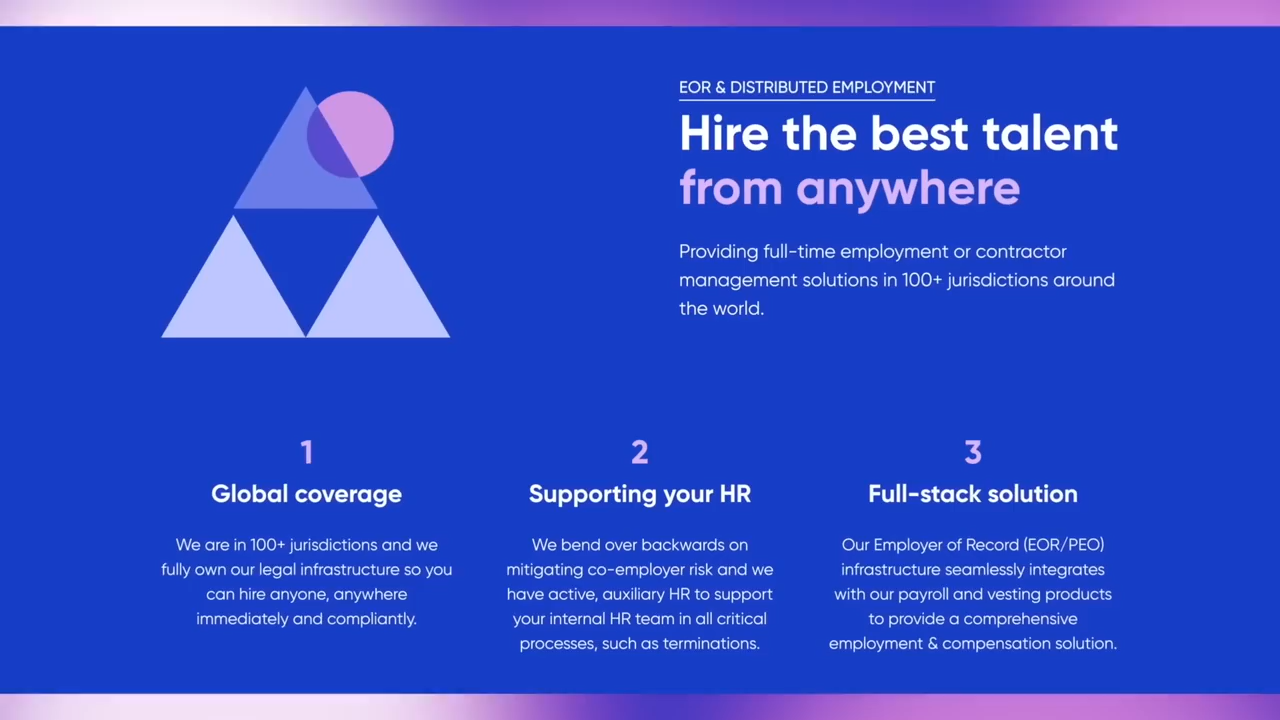 EOR & DISTRIBUTED EMPLOYMENT
Hire the best talent
from anywhere
Providing full-time employment or contractor
management solutions in 100+ jurisdictions around
the world.
1
Global coverage
We are in 100+ jurisdictions and we
fully own our legal infrastructure so you
can hire anyone, anywhere
immediately and compliantly.
2
Supporting your HR
We bend over backwards on
mitigating co-employer risk and we
have active, auxiliary HR to support
your internal HR team in all critical
processes, such as terminations.
3
Full-stack solution
Our Employer of Record (EOR/PEO)
infrastructure seamlessly integrates
with our payroll and vesting products
to provide a comprehensive
employment & compensation solution.